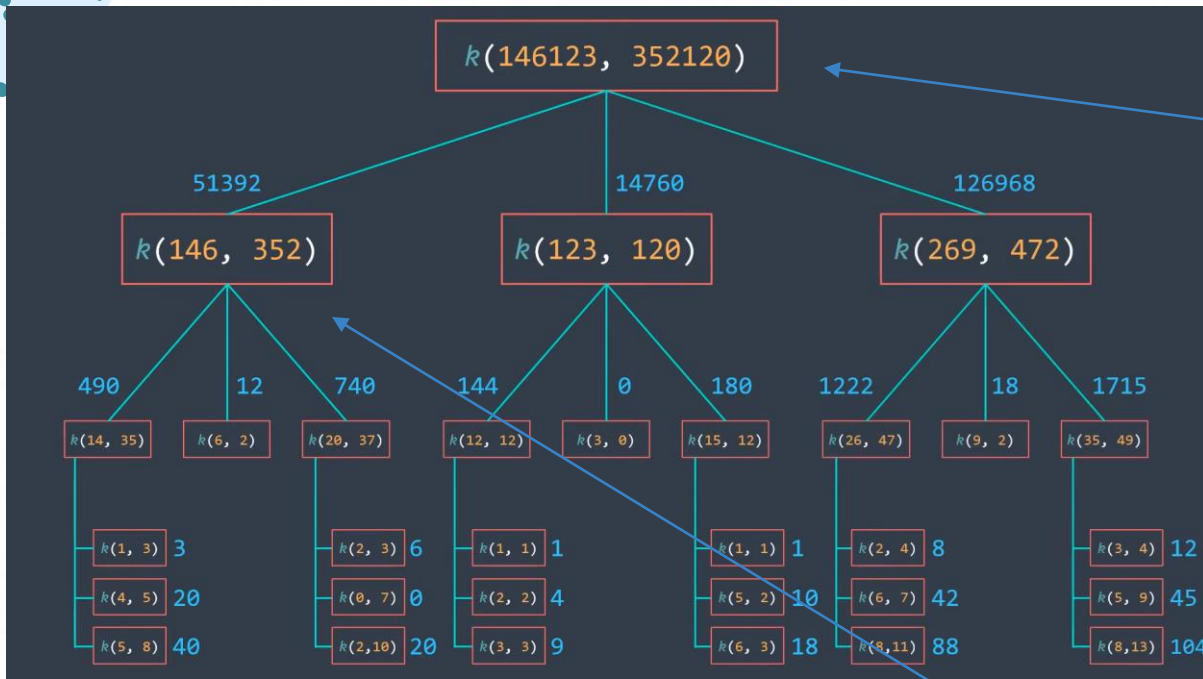 k(146123, 352120)
51392 14760 126968
k(146, 352) k(123, 120) k(269, 472)
490 12 740 144 0 180 1222 18 1715
k(14, 35) k(6, 2) k(20, 37) k(12, 12) k(3, 0) k(15, 12) k(26, 47) k(9, 2) k(35, 49)
k(1, 3) 3 k(2, 3) 6 k(1, 1) 1 k(1, 1) 1 k(2, 4) 8 k(3, 4) 12
k(4, 5) 20 k(0, 7) 0 k(2, 2) 4 k(5, 2) 10 k(6, 7) 42 k(5, 9) 45
k(5, 8) 40 k(2,10) 20 k(3, 3) 9 k(6, 3) 18 k(8,11) 88 k(8,13) 104